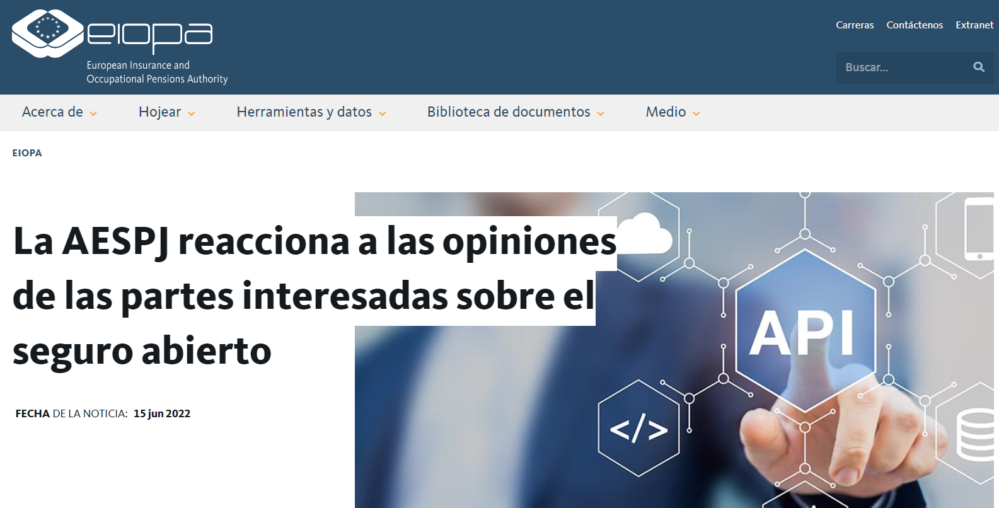 eiopa
European Insurance and
Occupational Pensions Authority
Carreras Contáctenos Extranet
Buscar...
Acerca de Hojear Herramientas y datos Biblioteca de documentos Medio
EIOPA
La AESPJ reacciona a las opiniones
de las partes interesadas sobre el
seguro abierto
FECHA DE LA NOTICIA: 15 jun 2022
API
</>